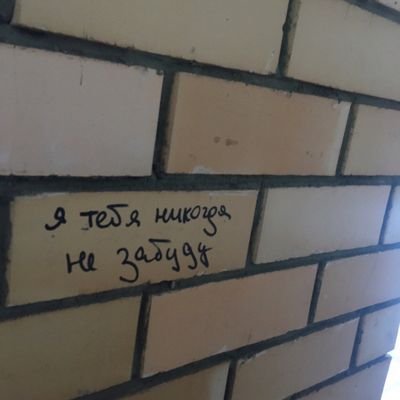 я тебя никогда
не забуду